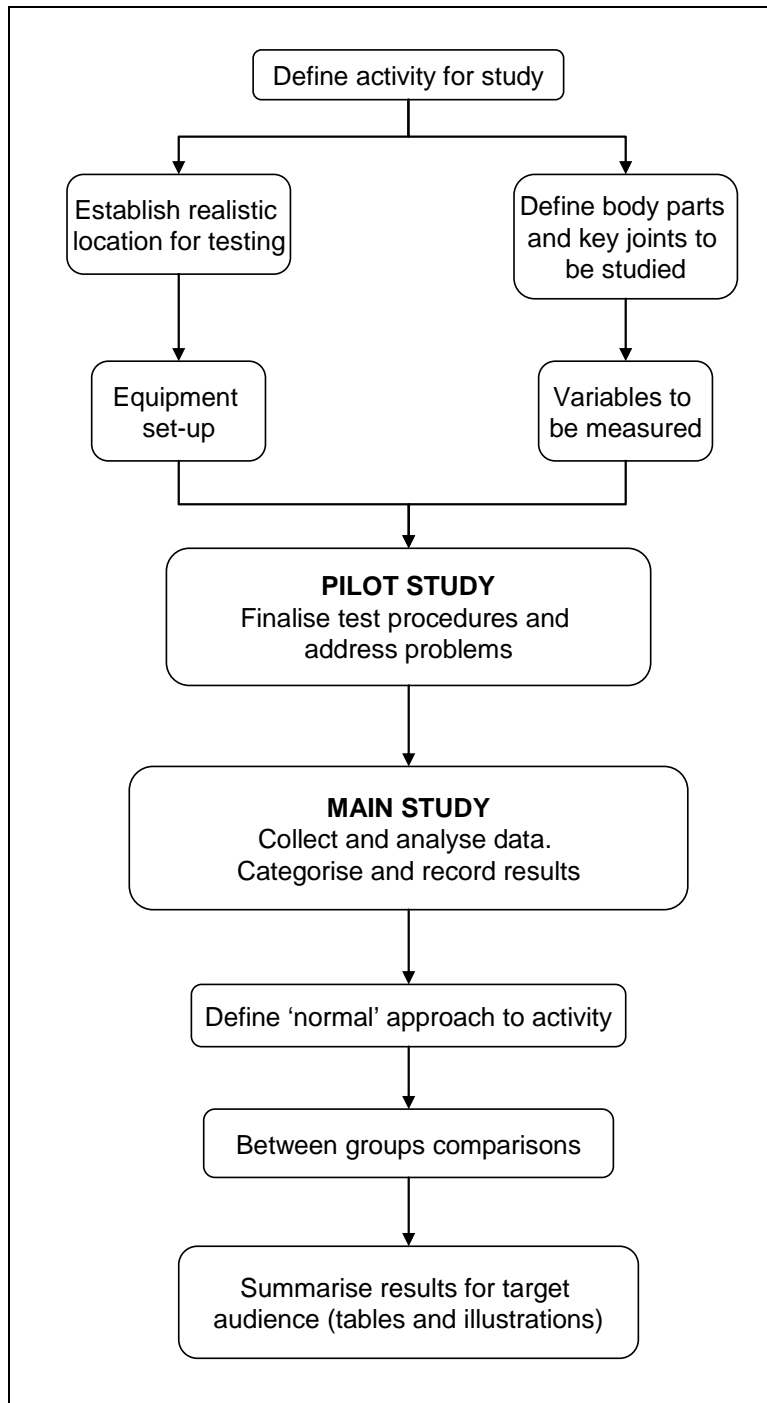 Define activity for study
Establish realistic
location for testing
Define body parts
and key joints to
be studied
Equipment
set-up
Variables to
be measured
PILOT STUDY
Finalise test procedures and
address problems
MAIN STUDY
Collect and analyse data.
Categorise and record results
Define ‘normal’ approach to activity
Between groups comparisons
Summarise results for target
audience (tables and illustrations)